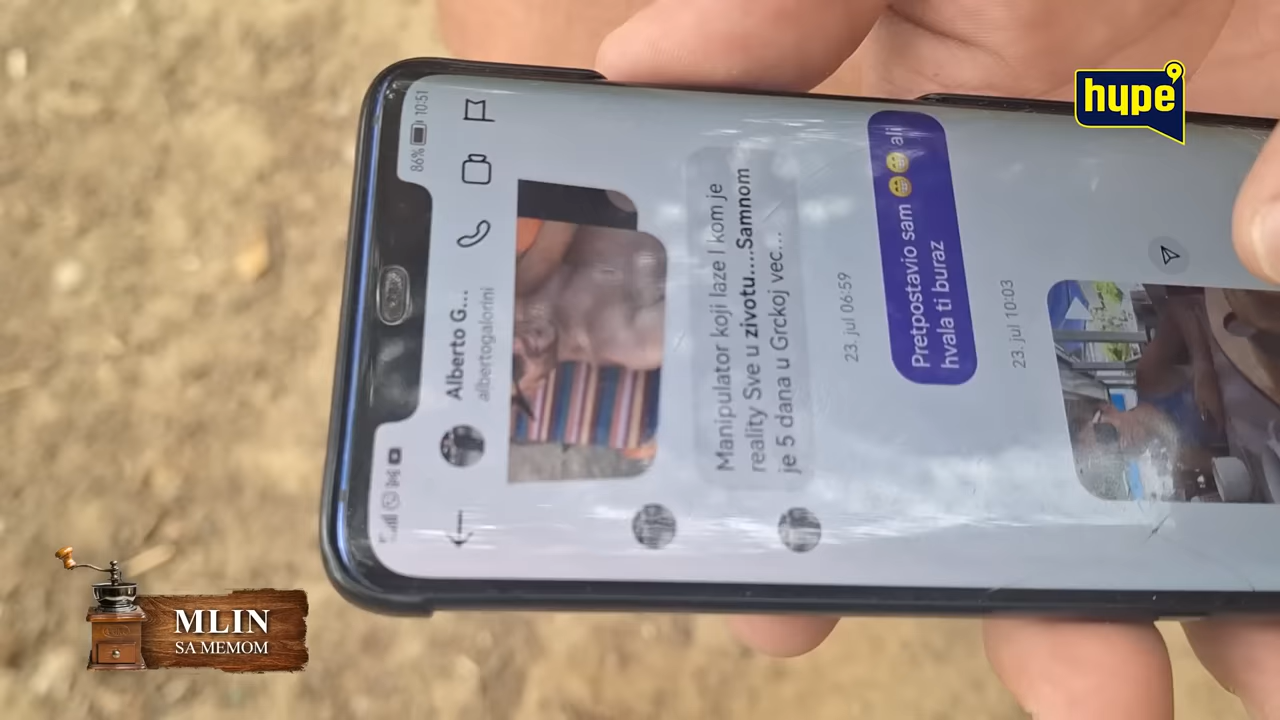 86% 10:51
Alberto G...
albertogalorini
Manipulator koji laze I kom je
reality Sve u zivotu....Samnom
je 5 dana u Grckoj vec...
23. jul 06:59
Pretpostavio sam 😁😁 ali
hvala ti buraz
23. jul 10:03
hype
MLIN
SA MEMOM